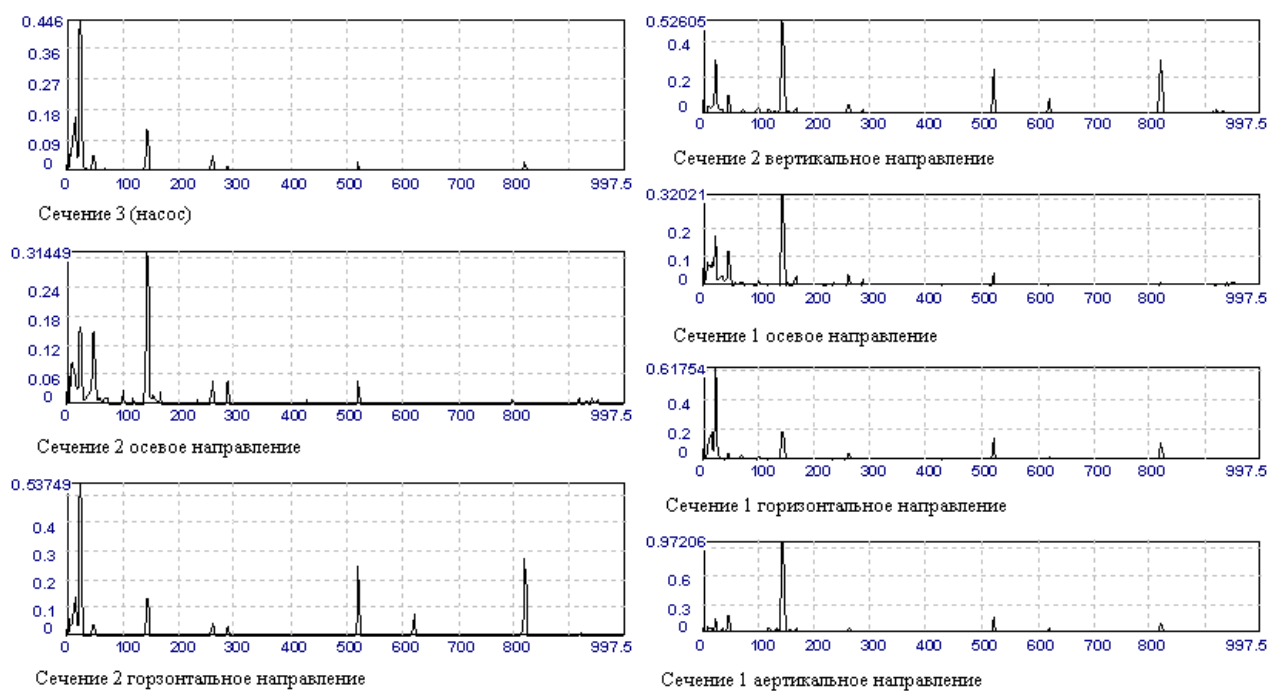 0.446
0.36
0.27
0.18
0.09
0
0 100 200 300 400 500 600 700 800 997.5
Сечение 3 (насос)
0.31449
0.24
0.18
0.12
0.06
0
0 100 200 300 400 500 600 700 800 997.5
Сечение 2 осевое направление
0.53749
0.4
0.3
0.2
0.1
0
0 100 200 300 400 500 600 700 800 997.5
Сечение 2 горзонтальное направление
0.52605
0.4
0.2
0
0 100 200 300 400 500 600 700 800 997.5
Сечение 2 вертикальное направление
0.32021
0.2
0.1
0
0 100 200 300 400 500 600 700 800 997.5
Сечение 1 осевое направление
0.61754
0.4
0.2
0
0 100 200 300 400 500 600 700 800 997.5
Сечение 1 горизонтальное направление
0.97206
0.6
0.3
0
0 100 200 300 400 500 600 700 800 997.5
Сечение 1 аертикальное направление